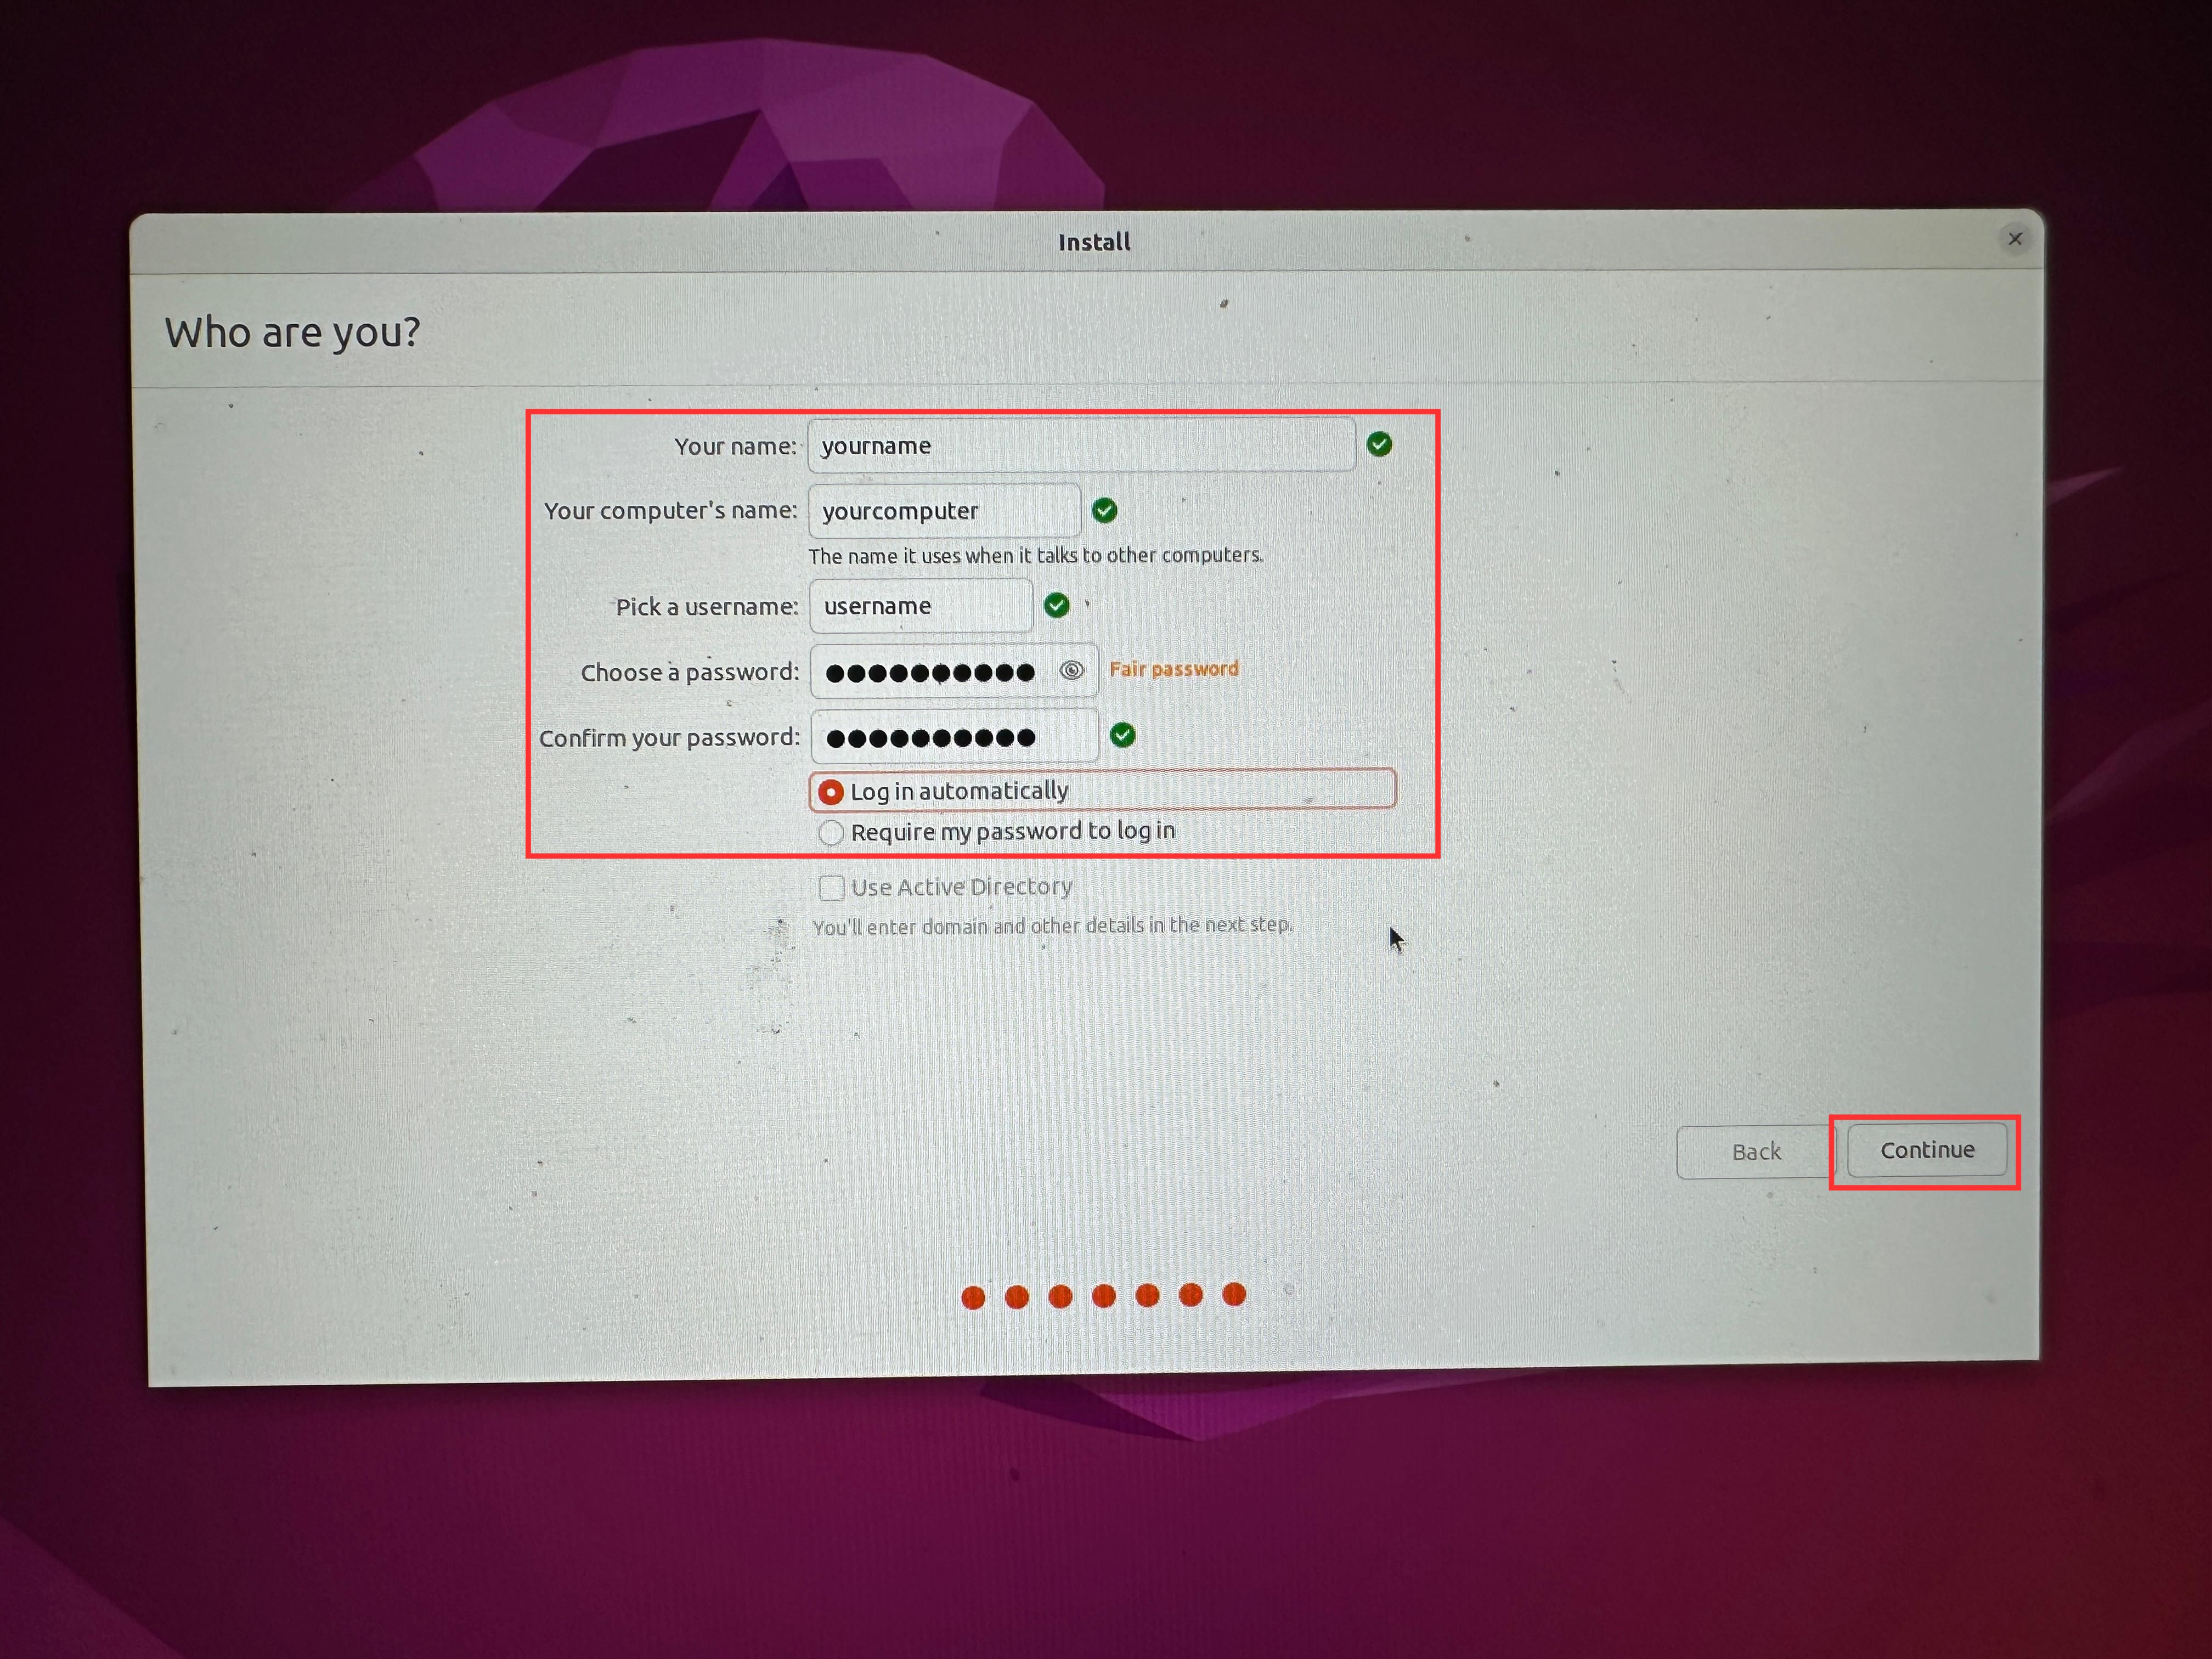 Install
Who are you?
Your name: yourname
Your computer's name: yourcomputer
The name it uses when it talks to other computers.
Pick a username: username
Choose a password: ●●●●●●●●●● Fair password
Confirm your password: ●●●●●●●●●●
Log in automatically
Require my password to log in
Use Active Directory
You'll enter domain and other details in the next step.
Back Continue